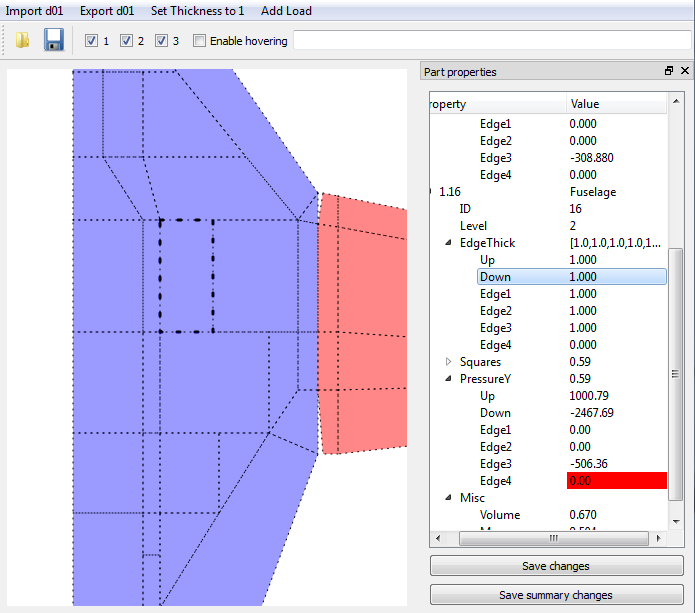 Import d01 Export d01 Set Thickness to 1 Add Load
1 2 3 Enable hovering
Part properties
roperty Value
Edge1 0.000
Edge2 0.000
Edge3 -308.880
Edge4 0.000
1.16 Fuselage
ID 16
Level 2
EdgeThick [1.0,1.0,1.0,1.0,1...
Up 1.000
Down 1.000
Edge1 1.000
Edge2 1.000
Edge3 1.000
Edge4 0.000
Squares 0.59
PressureY 0.59
Up 1000.79
Down -2467.69
Edge1 0.00
Edge2 0.00
Edge3 -506.36
Edge4 0.00
Misc
Volume 0.670
Save changes
Save summary changes